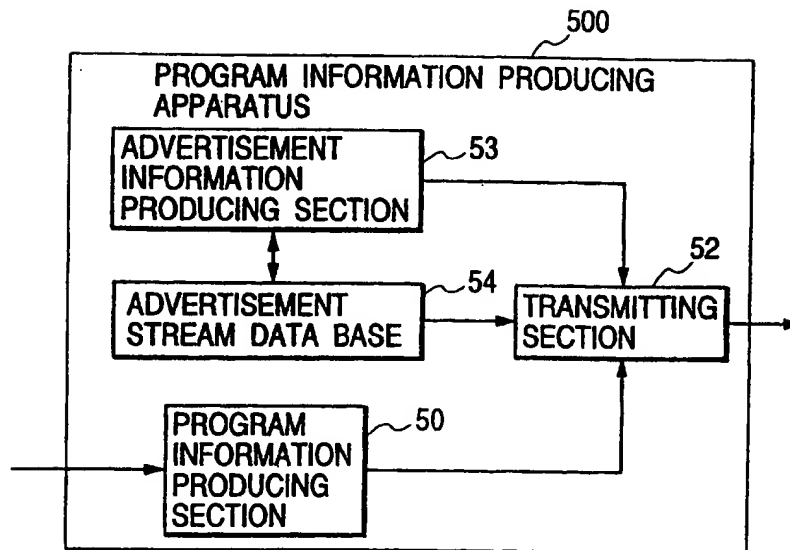 500
PROGRAM INFORMATION PRODUCING
APPARATUS
ADVERTISEMENT
INFORMATION
PRODUCING SECTION
53
ADVERTISEMENT
STREAM DATA BASE
54
TRANSMITTING
SECTION
52
PROGRAM
INFORMATION
PRODUCING
SECTION
50